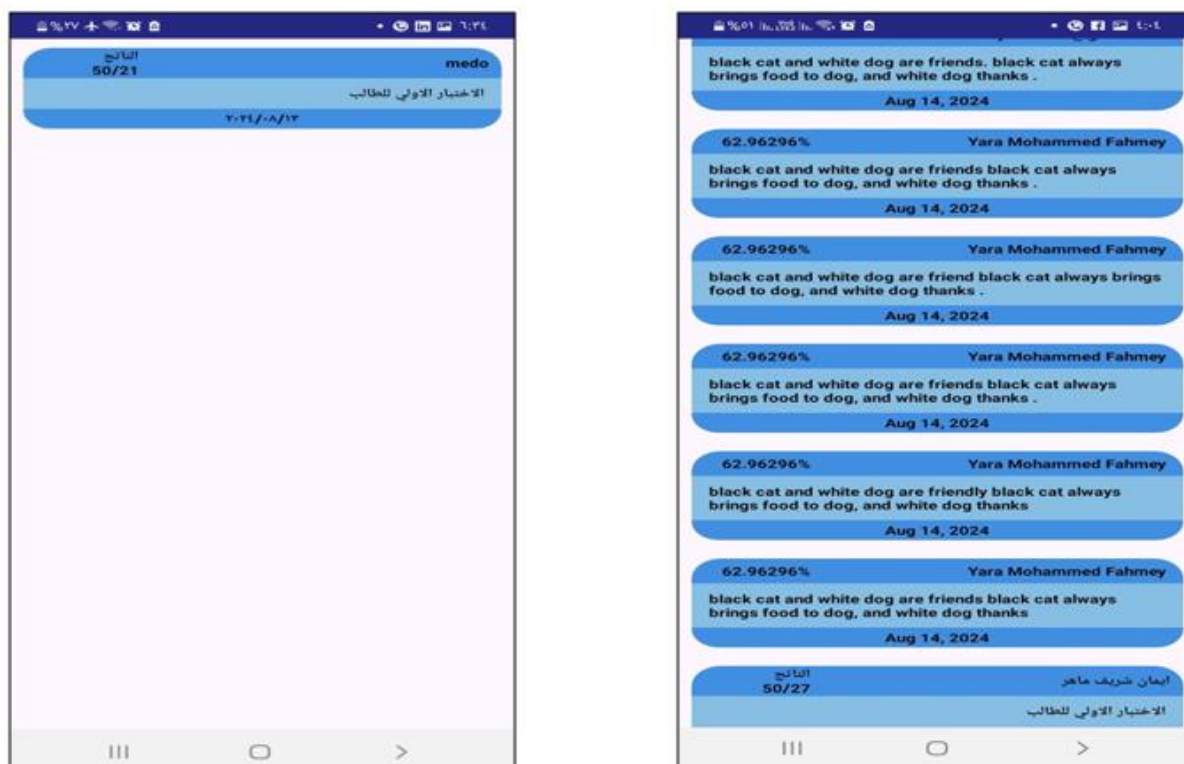 %٢٧
٦:٣٤
الناتج
50/21
medo
الاختبار الاولي للطالب
٢٠٢٤/٠٨/١٣
%٥١
٤:٠٤
black cat and white dog are friends. black cat always
brings food to dog, and white dog thanks .
Aug 14, 2024
62.96296%
Yara Mohammed Fahmey
black cat and white dog are friends black cat always
brings food to dog, and white dog thanks .
Aug 14, 2024
62.96296%
Yara Mohammed Fahmey
black cat and white dog are friend black cat always brings
food to dog, and white dog thanks .
Aug 14, 2024
62.96296%
Yara Mohammed Fahmey
black cat and white dog are friends black cat always
brings food to dog, and white dog thanks .
Aug 14, 2024
62.96296%
Yara Mohammed Fahmey
black cat and white dog are friendly black cat always
brings food to dog, and white dog thanks
Aug 14, 2024
62.96296%
Yara Mohammed Fahmey
black cat and white dog are friends black cat always
brings food to dog, and white dog thanks
Aug 14, 2024
الناتج
50/27
ايمان شريف ماهر
الاختبار الاولي للطالب